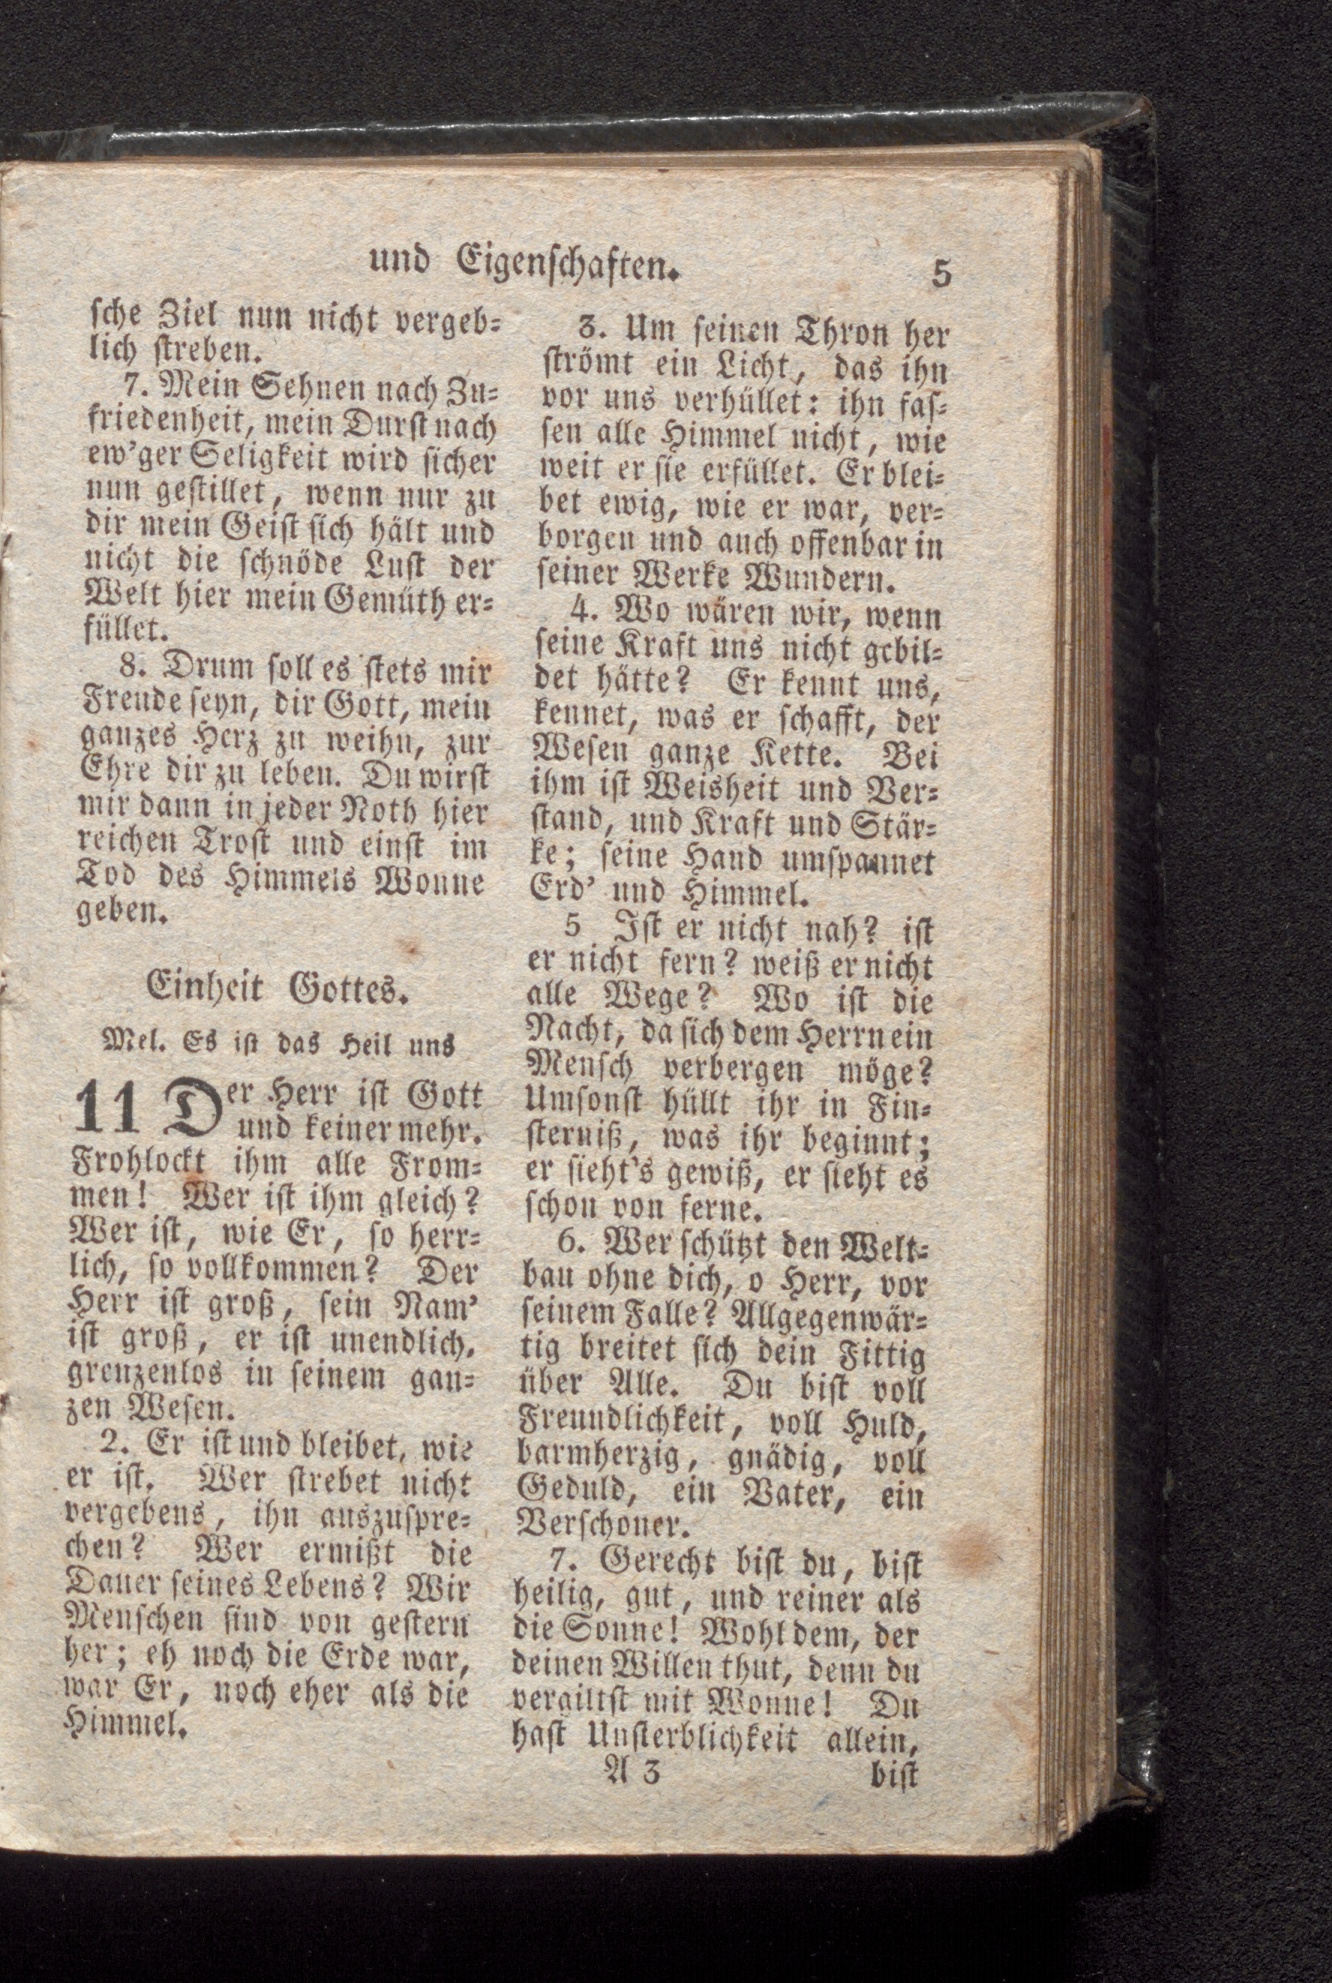 und Eigenschaften. 5
sche Ziel nun nicht vergeb-
lich streben.
7. Mein Sehnen nach Zu-
friedenheit, mein Durst nach
ew'ger Seligkeit wird sicher
nun gestillet, wenn nur zu
dir mein Geist sich hält und
nicht die schnöde Lust der
Welt hier mein Gemüth er-
füllet.
8. Drum soll es stets mir
Freude seyn, dir Gott, mein
ganzes Herz zu weihn, zur
Ehre dir zu leben. Du wirst
mir dann in jeder Noth hier
reichen Trost und einst im
Tod des Himmels Wonne
geben.
Einheit Gottes.
Mel. Es ist das Heil uns
11 Der Herr ist Gott
und keiner mehr.
Frohlockt ihm alle From-
men! Wer ist ihm gleich?
Wer ist, wie Er, so herr-
lich, so vollkommen? Der
Herr ist groß, sein Nam'
ist groß, er ist unendlich,
grenzenlos in seinem gan-
zen Wesen.
2. Er ist und bleibet, wie
er ist. Wer strebet nicht
vergebens, ihn auszuspre-
chen? Wer ermißt die
Dauer seines Lebens? Wir
Menschen sind von gestern
her; eh noch die Erde war,
war Er, noch eher als die
Himmel.
3. Um seinen Thron her
strömt ein Licht, das ihn
vor uns verhüllet: ihn fas-
sen alle Himmel nicht, wie
weit er sie erfüllet. Er blei-
bet ewig, wie er war, ver-
borgen und auch offenbar in
seiner Werke Wundern.
4. Wo wären wir, wenn
seine Kraft uns nicht gebil-
det hätte? Er kennt uns,
kennet, was er schafft, der
Wesen ganze Kette. Bei
ihm ist Weisheit und Ver-
stand, und Kraft und Stär-
ke; seine Hand umspannet
Erd' und Himmel.
5 Ist er nicht nah? ist
er nicht fern? weiß er nicht
alle Wege? Wo ist die
Nacht, da sich dem Herrn ein
Mensch verbergen möge?
Umsonst hüllt ihr in Fin-
sterniß, was ihr beginnt;
er sieht's gewiß, er sieht es
schon von ferne.
6. Wer schützt den Welt-
bau ohne dich, o Herr, vor
seinem Falle? Allgegenwär-
tig breitet sich dein Fittig
über Alle. Du bist voll
Freundlichkeit, voll Huld,
barmherzig, gnädig, voll
Geduld, ein Vater, ein
Verschoner.
7. Gerecht bist du, bist
heilig, gut, und reiner als
die Sonne! Wohl dem, der
deinen Willen thut, denn du
vergiltst mit Wonne! Du
hast Unsterblichkeit allein,
A 3 bist